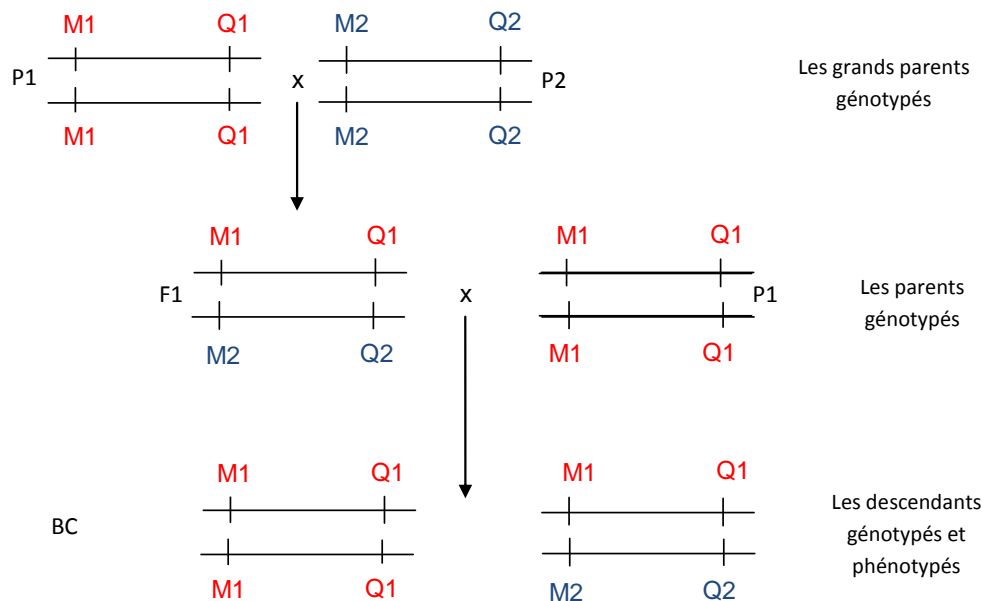 M1 Q1 M2 Q2
P1 x P2
M1 Q1 M2 Q2
Les grands parents
génotypés
M1 Q1 M1 Q1
F1 x P1
M2 Q2 M1 Q1
Les parents
génotypés
M1 Q1 M1 Q1
BC
M1 Q1 M2 Q2
Les descendants
génotypés et
phénotypés